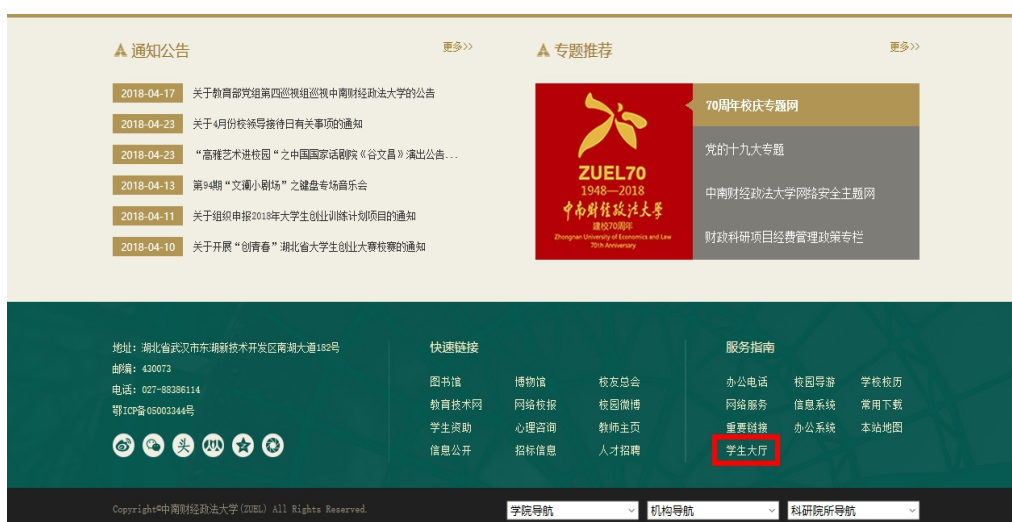 通知公告
更多>>
2018-04-17 关于教育部党组第四巡视组巡视中南财经政法大学的公告
2018-04-23 关于4月份校领导接待日有关事项的通知
2018-04-23 “高雅艺术进校园“之中国国家话剧院《谷文昌》演出公告...
2018-04-13 第94期“文澜小剧场”之键盘专场音乐会
2018-04-11 关于组织申报2018年大学生创业训练计划项目的通知
2018-04-10 关于开展“创青春”湖北省大学生创业大赛校赛的通知
专题推荐
更多>>
ZUEL70
1948—2018
中南财经政法大学
建校70周年
Zhongnan University of Economics and Law
70th Anniversary
70周年校庆专题网
党的十九大专题
中南财经政法大学网络安全主题网
财政科研项目经费管理政策专栏
地址：湖北省武汉市东湖新技术开发区南湖大道182号
邮编：430073
电话：027-88386114
鄂ICP备05003344号
头
快速链接
图书馆 博物馆 校友总会
教育技术网 网络校报 校园微博
学生资助 心理咨询 教师主页
信息公开 招标信息 人才招聘
服务指南
办公电话 校园导游 学校校历
网络服务 信息系统 常用下载
重要链接 办公系统 本站地图
学生大厅
Copyright©中南财经政法大学(ZUEL) All Rights Reserved.
学院导航 机构导航 科研院所导航